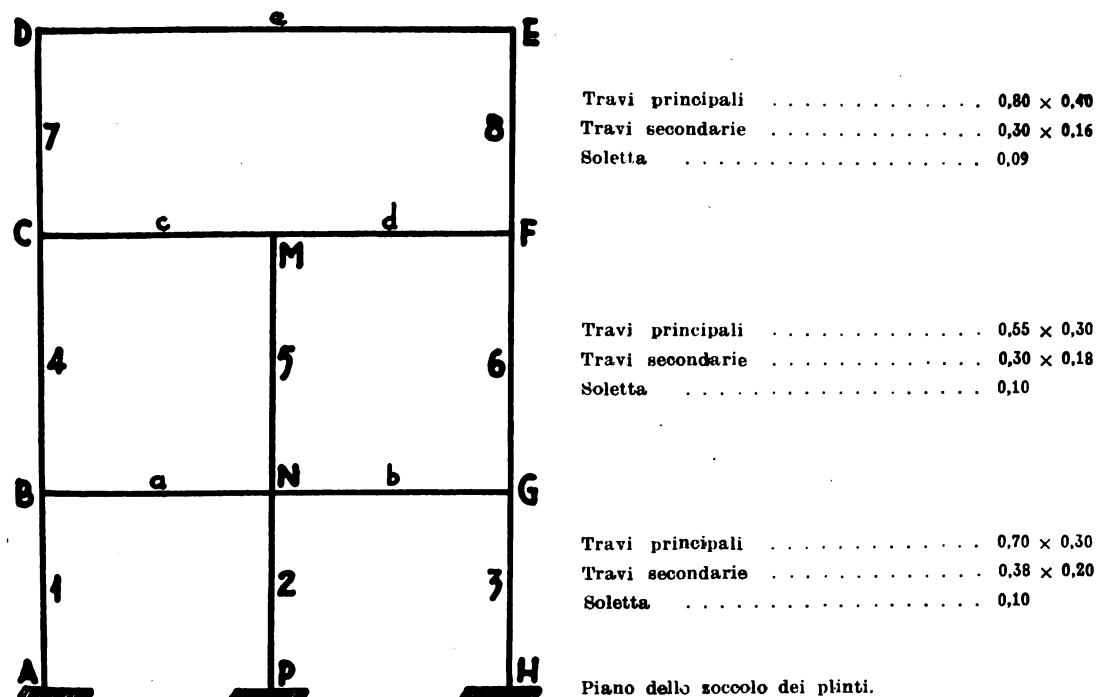 D e E
7 8
C c d F
M
4 5 6
B a N b G
1 2 3
A P H
Travi principali . . . . . . . . . . . . . . 0,80 × 0,40
Travi secondarie . . . . . . . . . . . . . . 0,30 × 0,16
Soletta . . . . . . . . . . . . . . . . . . 0,09
Travi principali . . . . . . . . . . . . . . 0,55 × 0,30
Travi secondarie . . . . . . . . . . . . . . 0,30 × 0,18
Soletta . . . . . . . . . . . . . . . . . . 0,10
Travi principali . . . . . . . . . . . . . . 0,70 × 0,30
Travi secondarie . . . . . . . . . . . . . . 0,38 × 0,20
Soletta . . . . . . . . . . . . . . . . . . 0,10
Piano dello zoccolo dei plinti.